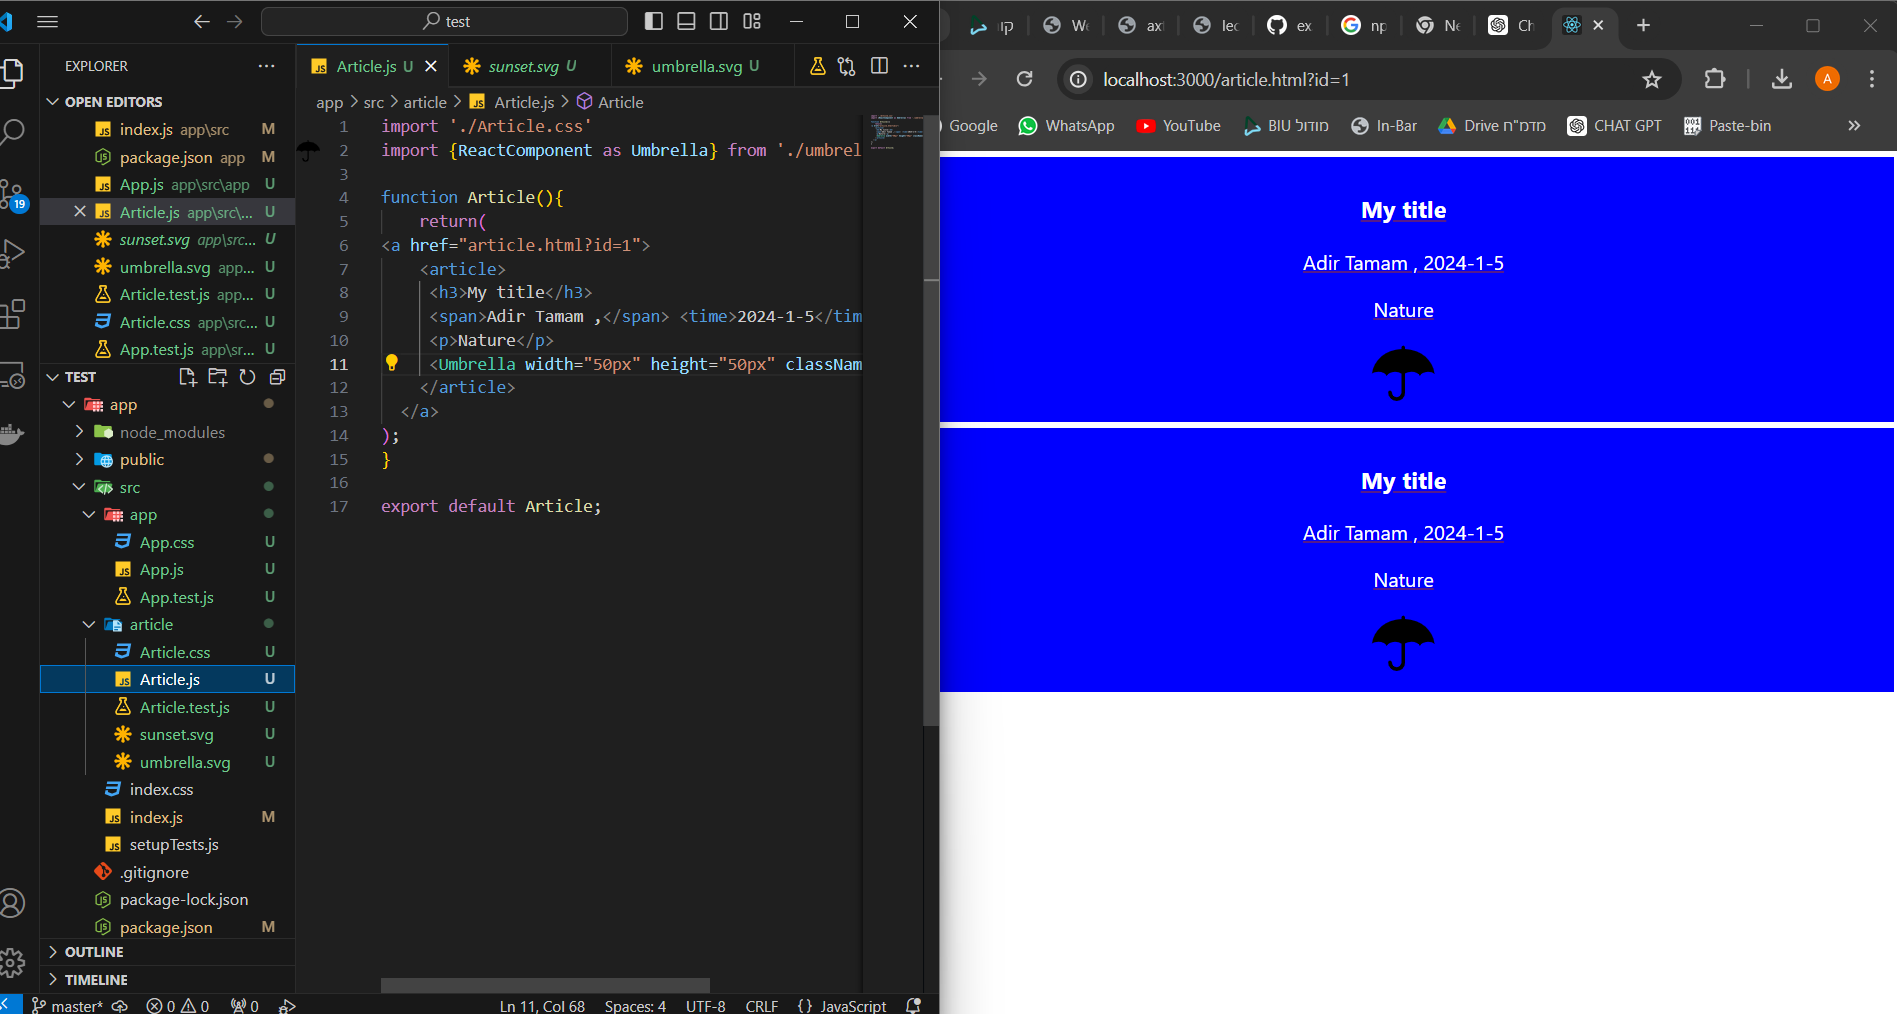 test
EXPLORER
OPEN EDITORS
index.js app\src M
package.json app M
App.js app\src\app U
Article.js app\src\... U
sunset.svg app\src... U
umbrella.svg app... U
Article.test.js app... U
Article.css app\src... U
App.test.js app\sr... U
TEST
app
node_modules
public
src
app
App.css U
App.js U
App.test.js U
article
Article.css U
Article.js U
Article.test.js U
sunset.svg U
umbrella.svg U
index.css
index.js M
setupTests.js
.gitignore
package-lock.json
package.json M
OUTLINE
TIMELINE
19
Article.js U
sunset.svg U
umbrella.svg U
app > src > article > JS Article.js > Article
1 import './Article.css'
2 import {ReactComponent as Umbrella} from './umbrel
3
4 function Article(){
5 return(
6 <a href="article.html?id=1">
7 <article>
8 <h3>My title</h3>
9 <span>Adir Tamam ,</span> <time>2024-1-5</tim
10 <p>Nature</p>
11 <Umbrella width="50px" height="50px" classNam
12 </article>
13 </a>
14 );
15 }
16
17 export default Article;
master* 0 0 0 Ln 11, Col 68 Spaces: 4 UTF-8 CRLF {} JavaScript
קו We ax lec ex np Ne Ch
localhost:3000/article.html?id=1 A
Google WhatsApp YouTube BIU מודול In-Bar Drive מדמ"ח CHAT GPT Paste-bin
My title
Adir Tamam , 2024-1-5
Nature
My title
Adir Tamam , 2024-1-5
Nature